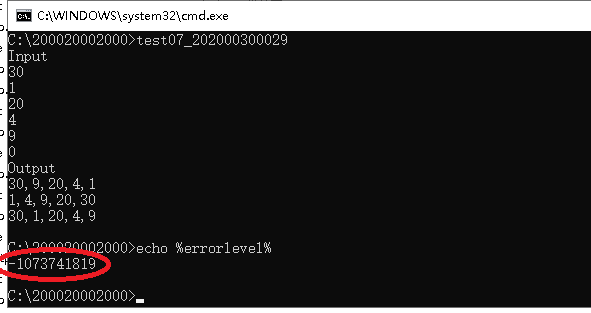 C:\WINDOWS\system32\cmd.exe
C:\200020002000>test07_202000300029
Input
30
1
20
4
9
0
Output
30,9,20,4,1
1,4,9,20,30
30,1,20,4,9
C:\200020002000>echo %errorlevel%
-1073741819
C:\200020002000>